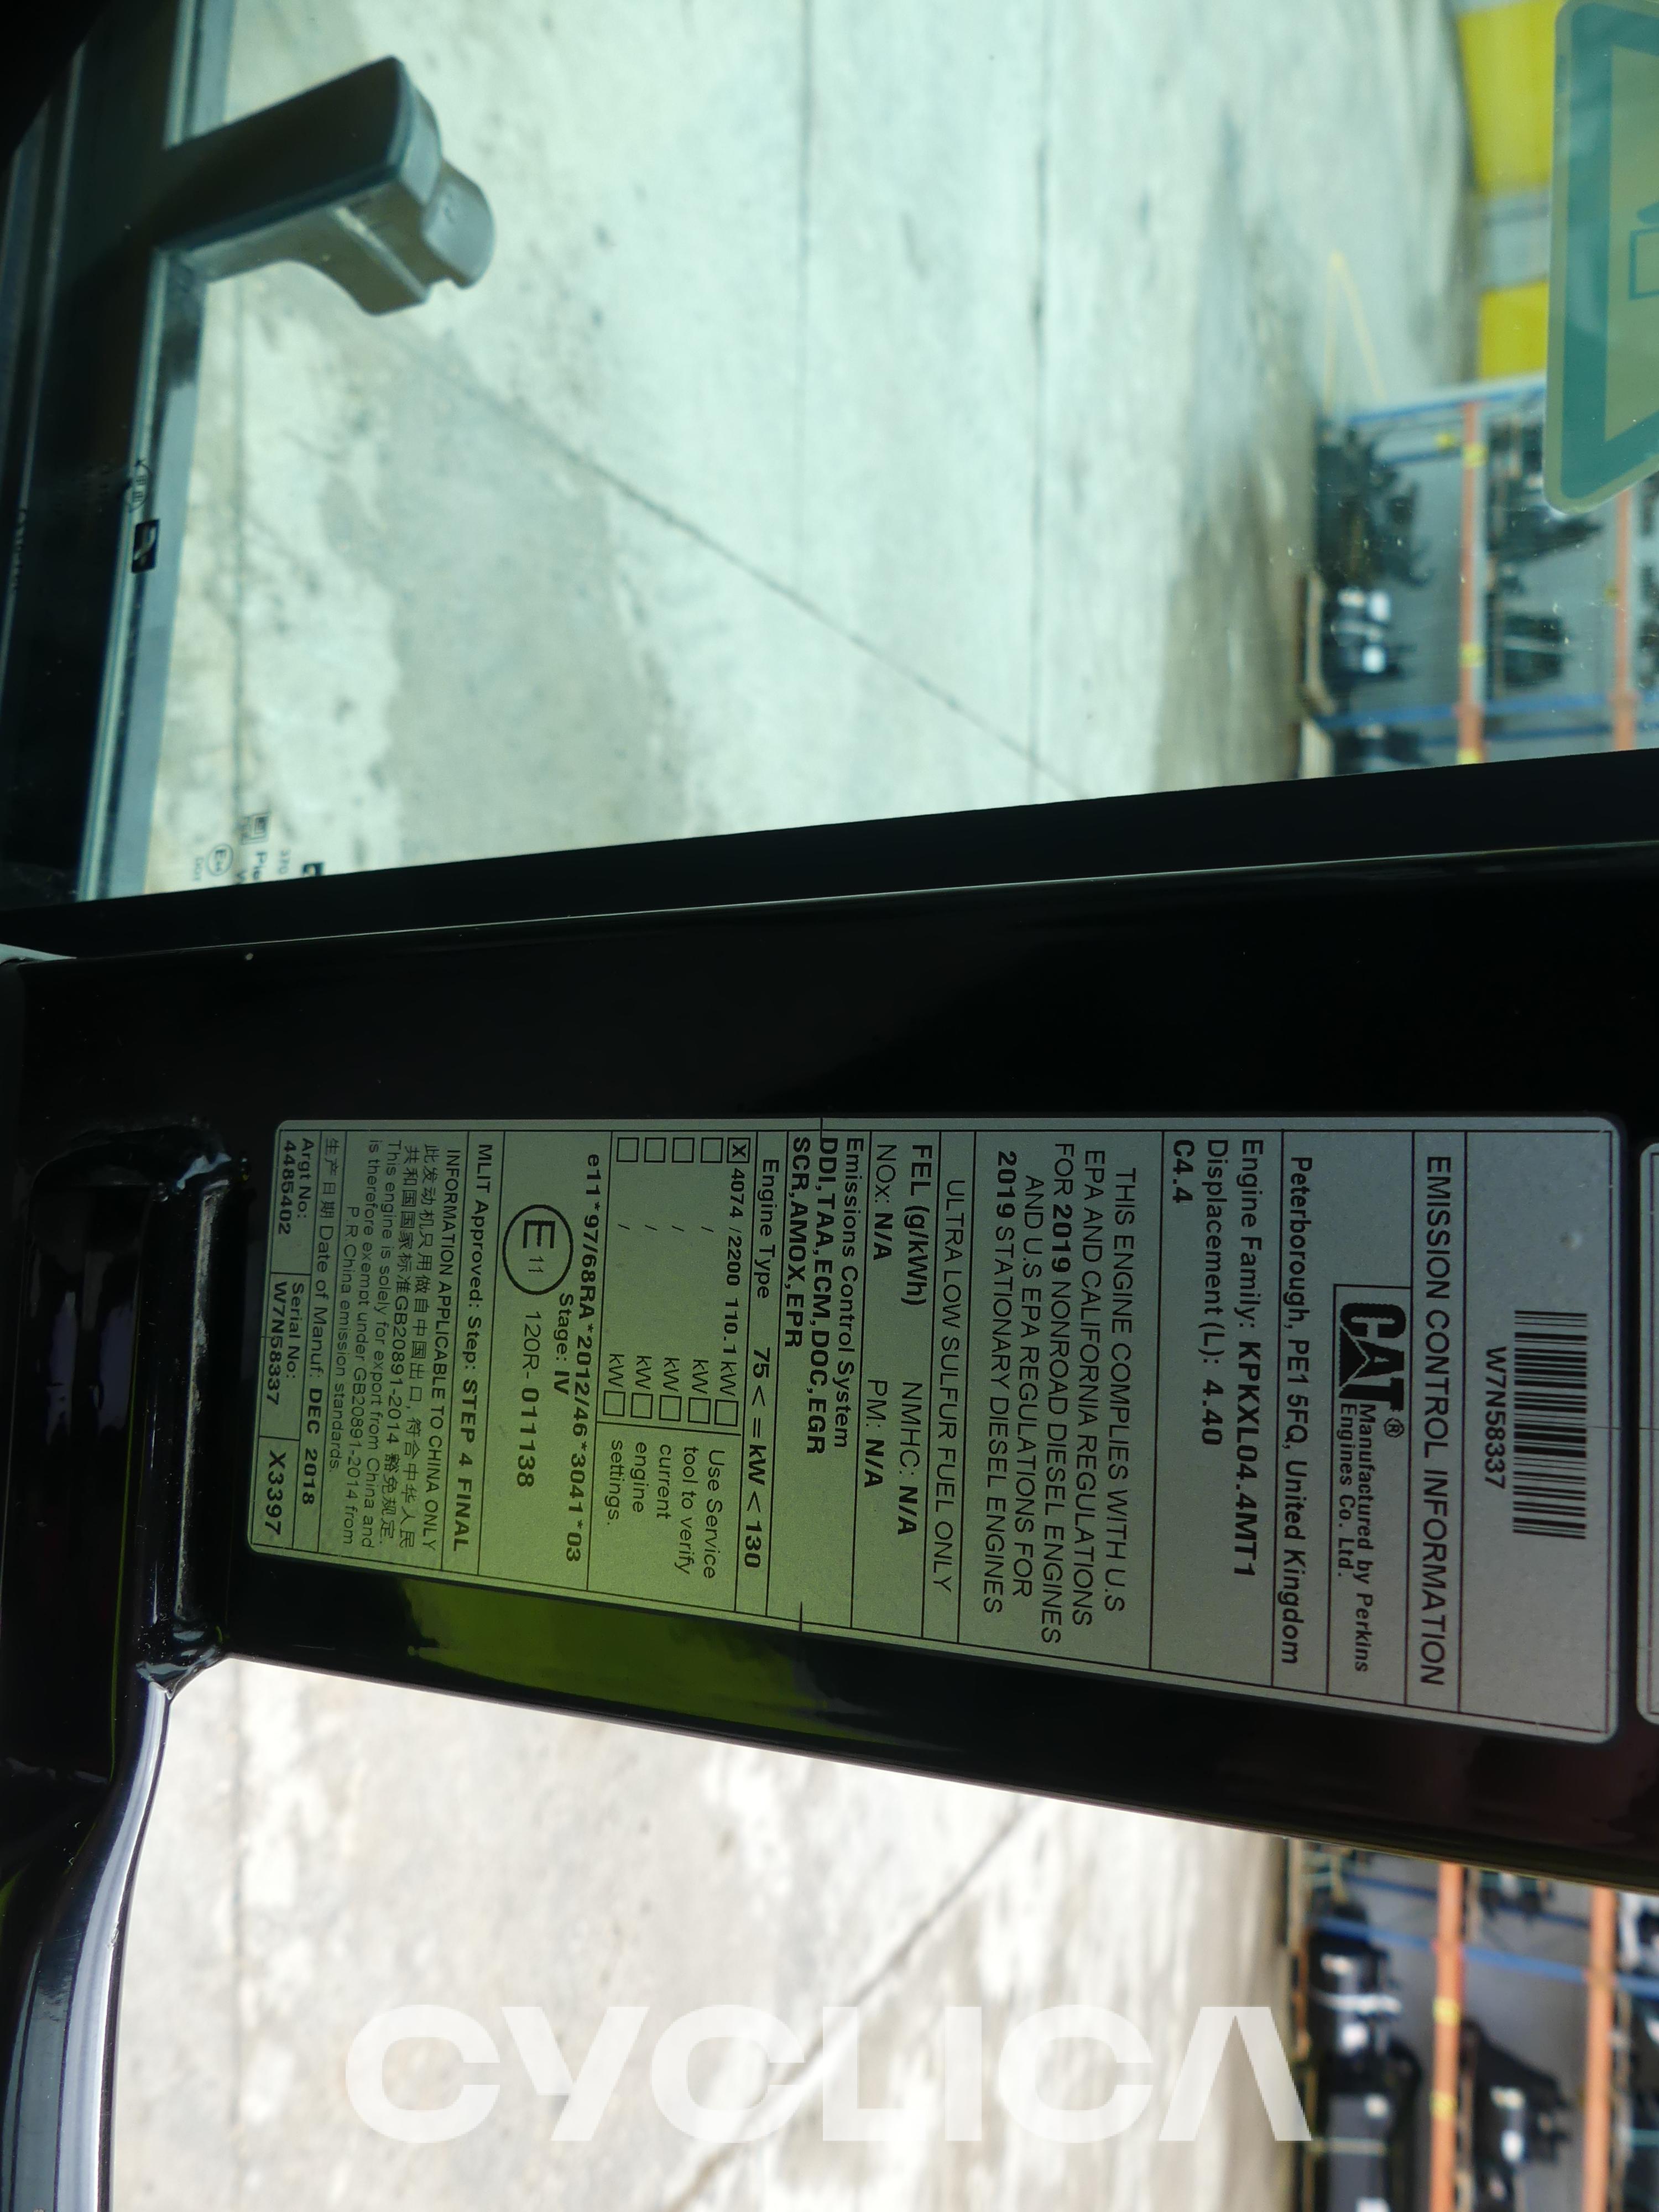 W7N58337
EMISSION CONTROL INFORMATION
CAT® Manufactured by Perkins
Engines Co. Ltd.
Peterborough, PE1 5FQ, United Kingdom
Engine Family: KPKXL04.4MT1
Displacement (L): 4.40
C4.4
THIS ENGINE COMPLIES WITH U.S
EPA AND CALIFORNIA REGULATIONS
FOR 2019 NONROAD DIESEL ENGINES
AND U.S EPA REGULATIONS FOR
2019 STATIONARY DIESEL ENGINES
ULTRA LOW SULFUR FUEL ONLY
FEL (g/kWh) NMHC: N/A
NOx: N/A PM: N/A
Emissions Control System
DDI,TAA,ECM,DOC,EGR
SCR,AMOX,EPR
Engine Type 75 < = kW < 130
X 4074 /2200 110.1 kW Use Service
/ kW tool to verify
/ kW current
/ kW engine
/ kW settings.
e11*97/68RA*2012/46*3041*03
Stage: IV
E 11 120R- 011138
MLIT Approved: Step: STEP 4 FINAL
INFORMATION APPLICABLE TO CHINA ONLY
此发动机只用做自中国出口, 符合中华人民
共和国国家标准GB20891-2014 豁免规定.
This engine is solely for export from China and
is therefore exempt under GB20891-2014 from
P.R.China emission standards.
生产日期 Date of Manuf: DEC 2018
Argt No: Serial No:
4485402 W7N58337 X3397
CYCLICA